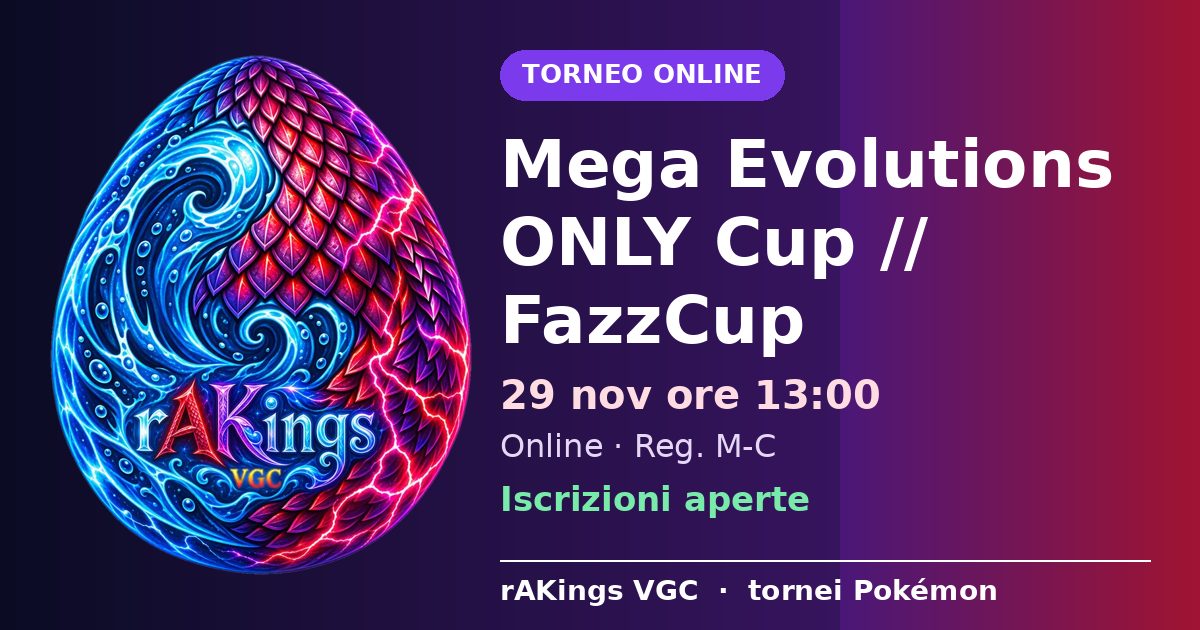 rAKings
VGC
TORNEO ONLINE
Mega Evolutions
ONLY Cup //
FazzCup
29 nov ore 13:00
Online · Reg. M-C
Iscrizioni aperte
rAKings VGC · tornei Pokémon